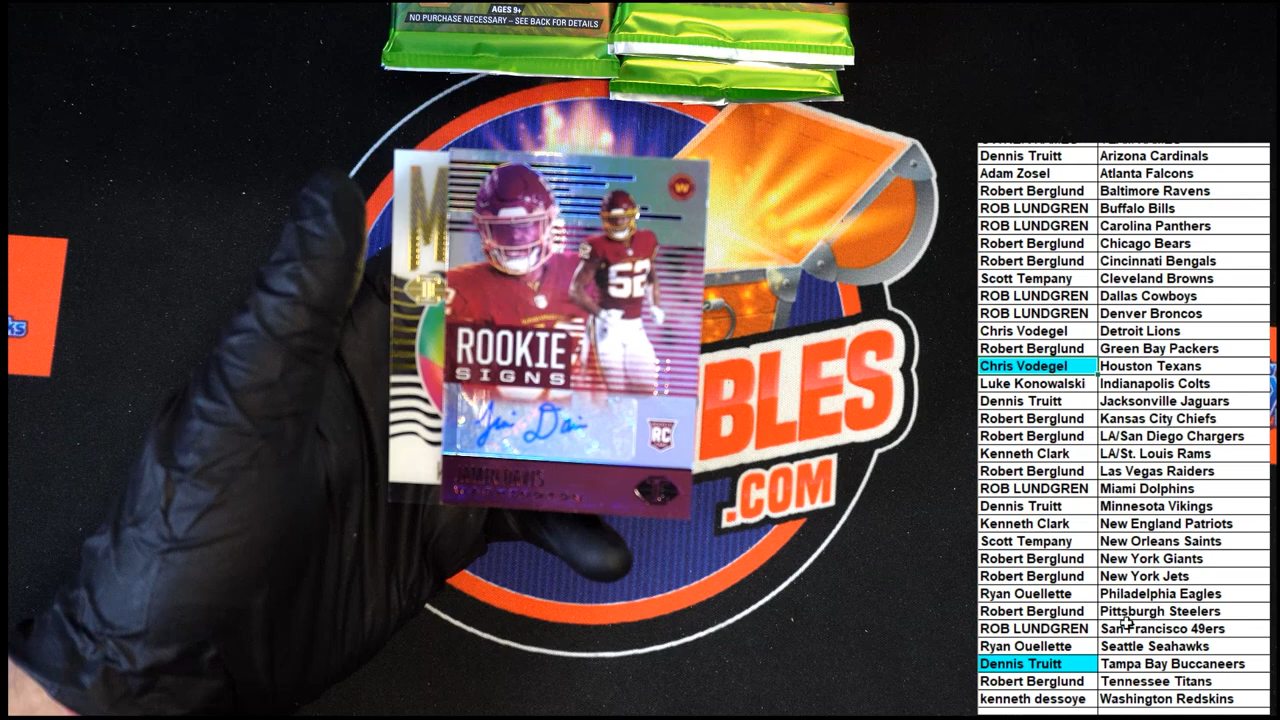 AGES 9+
NO PURCHASE NECESSARY – SEE BACK FOR DETAILS
M
W
52
ROOKIE
SIGNS
RC
JAMIN DAVIS
BLES
.COM
Dennis Truitt Arizona Cardinals
Adam Zosel Atlanta Falcons
Robert Berglund Baltimore Ravens
ROB LUNDGREN Buffalo Bills
ROB LUNDGREN Carolina Panthers
Robert Berglund Chicago Bears
Robert Berglund Cincinnati Bengals
Scott Tempany Cleveland Browns
ROB LUNDGREN Dallas Cowboys
ROB LUNDGREN Denver Broncos
Chris Vodegel Detroit Lions
Robert Berglund Green Bay Packers
Chris Vodegel Houston Texans
Luke Konowalski Indianapolis Colts
Dennis Truitt Jacksonville Jaguars
Robert Berglund Kansas City Chiefs
Robert Berglund LA/San Diego Chargers
Kenneth Clark LA/St. Louis Rams
Robert Berglund Las Vegas Raiders
ROB LUNDGREN Miami Dolphins
Dennis Truitt Minnesota Vikings
Kenneth Clark New England Patriots
Scott Tempany New Orleans Saints
Robert Berglund New York Giants
Robert Berglund New York Jets
Ryan Ouellette Philadelphia Eagles
Robert Berglund Pittsburgh Steelers
ROB LUNDGREN San Francisco 49ers
Ryan Ouellette Seattle Seahawks
Dennis Truitt Tampa Bay Buccaneers
Robert Berglund Tennessee Titans
kenneth dessoye Washington Redskins